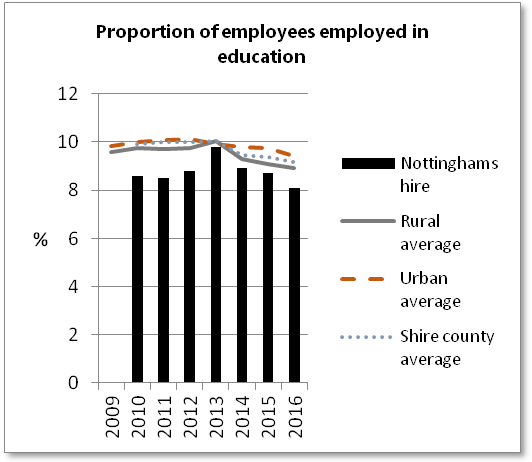 Proportion of employees employed in
education
12
10
8
6
4
2
0
%
2009
2010
2011
2012
2013
2014
2015
2016
Nottinghams
hire
Rural
average
Urban
average
Shire county
average